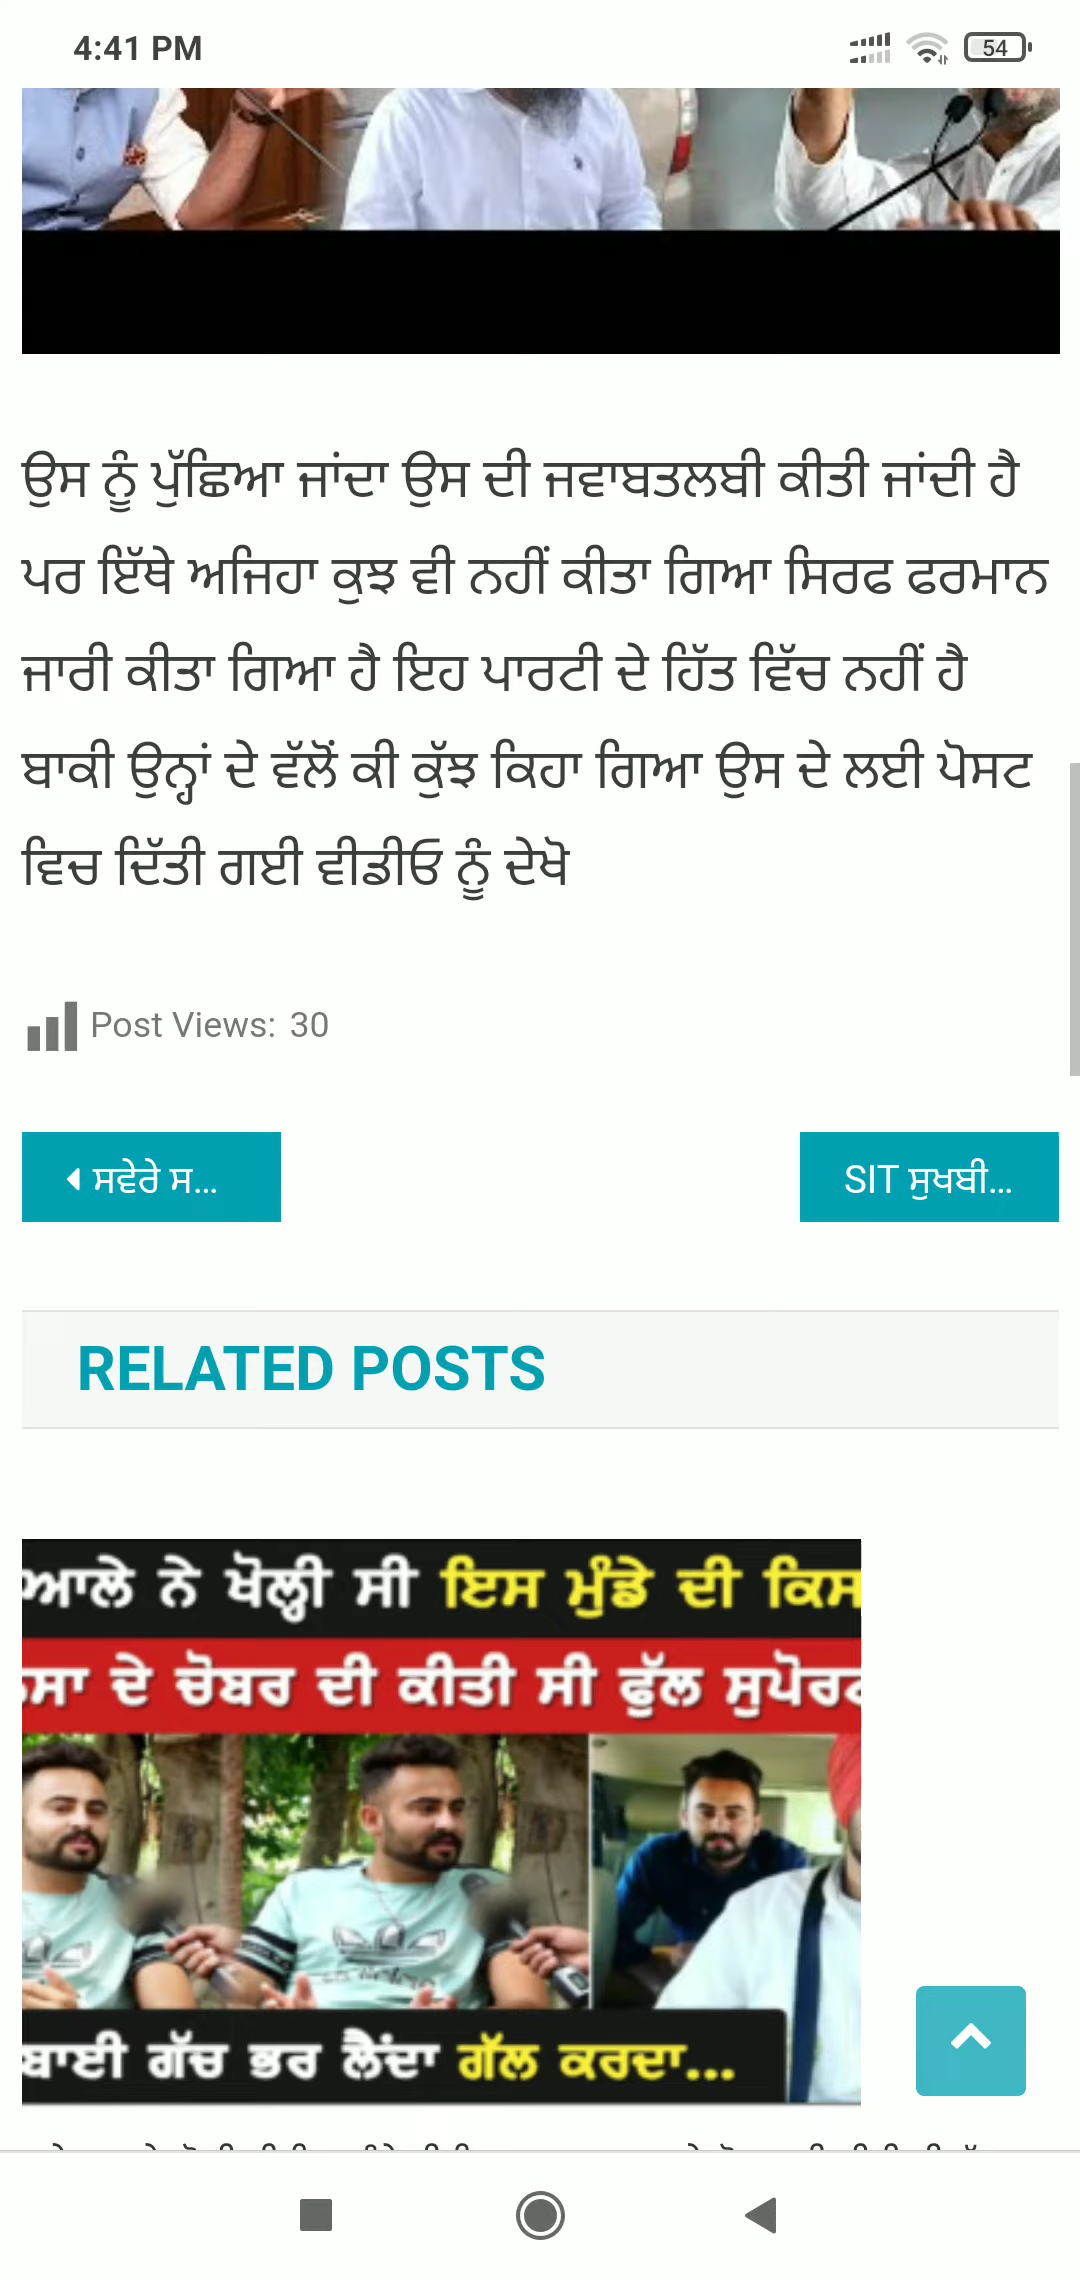 4:41 PM
54
ਉਸ ਨੂੰ ਪੁੱਛਿਆ ਜਾਂਦਾ ਉਸ ਦੀ ਜਵਾਬਤਲਬੀ ਕੀਤੀ ਜਾਂਦੀ ਹੈ
ਪਰ ਇੱਥੇ ਅਜਿਹਾ ਕੁਝ ਵੀ ਨਹੀਂ ਕੀਤਾ ਗਿਆ ਸਿਰਫ ਫਰਮਾਨ
ਜਾਰੀ ਕੀਤਾ ਗਿਆ ਹੈ ਇਹ ਪਾਰਟੀ ਦੇ ਹਿੱਤ ਵਿੱਚ ਨਹੀਂ ਹੈ
ਬਾਕੀ ਉਨ੍ਹਾਂ ਦੇ ਵੱਲੋਂ ਕੀ ਕੁੱਝ ਕਿਹਾ ਗਿਆ ਉਸ ਦੇ ਲਈ ਪੋਸਟ
ਵਿਚ ਦਿੱਤੀ ਗਈ ਵੀਡੀਓ ਨੂੰ ਦੇਖੋ
Post Views: 30
ਸਵੇਰੇ ਸ...
SIT ਸੁਖਬੀ...
RELATED POSTS
ਆਲੇ ਨੇ ਖੋਲ੍ਹੀ ਸੀ ਇਸ ਮੁੰਡੇ ਦੀ ਕਿਸ
ਸਾ ਦੇ ਚੋਬਰ ਦੀ ਕੀਤੀ ਸੀ ਫੁੱਲ ਸੁਪੋਰਟ
ਬਾਈ ਗੱਚ ਭਰ ਲੈਂਦਾ ਗੱਲ ਕਰਦਾ...